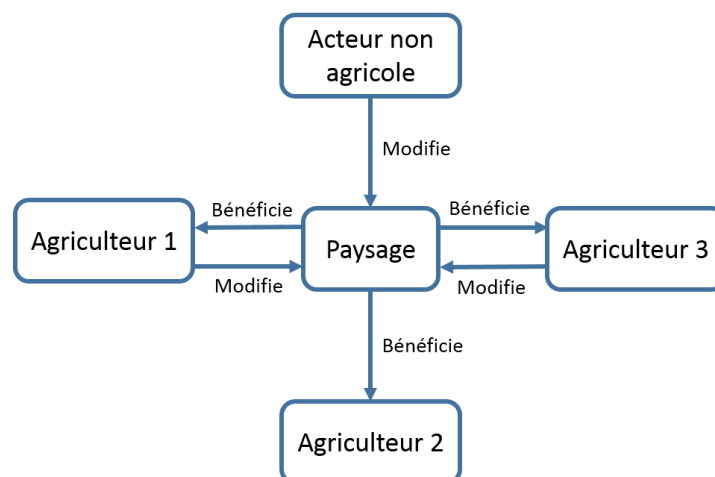 Acteur non
agricole
Modifie
Bénéficie
Bénéficie
Agriculteur 1
Paysage
Agriculteur 3
Modifie
Modifie
Bénéficie
Agriculteur 2